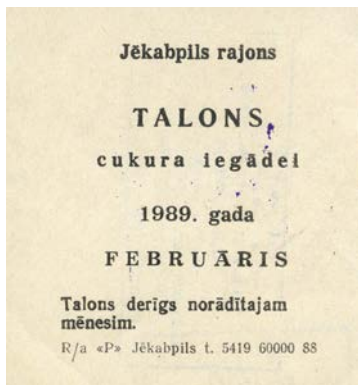 Jēkabpils rajons
TALONS
cukura iegādei
1989. gada
FEBRUĀRIS
Talons derīgs norādītajam
mēnesim.
R/a «P» Jēkabpils t. 5419 60000 88